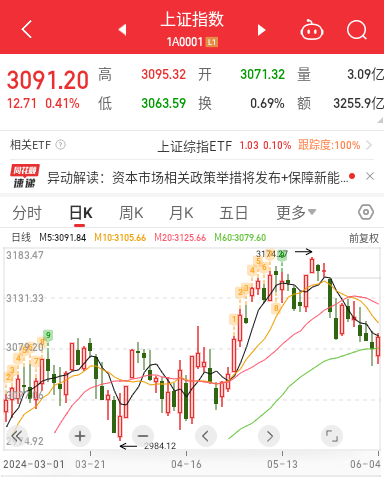 上证指数
1A0001 L1
3091.20 高 3095.32 开 3071.32 量 3.09亿
12.71 0.41% 低 3063.59 换 0.69% 额 3255.9亿
相关ETF 上证综指ETF 1.03 0.10% 跟踪度:100%
同花顺 速递 异动解读：资本市场相关政策举措将发布+保障新能...
分时 日K 周K 月K 五日 更多
日线 M5:3091.84 M10:3105.66 M20:3125.66 M60:3079.60 前复权
3183.47
3174.27
3131.33
3079.20
2984.12
2024-03-01 03-21 04-16 05-13 06-04